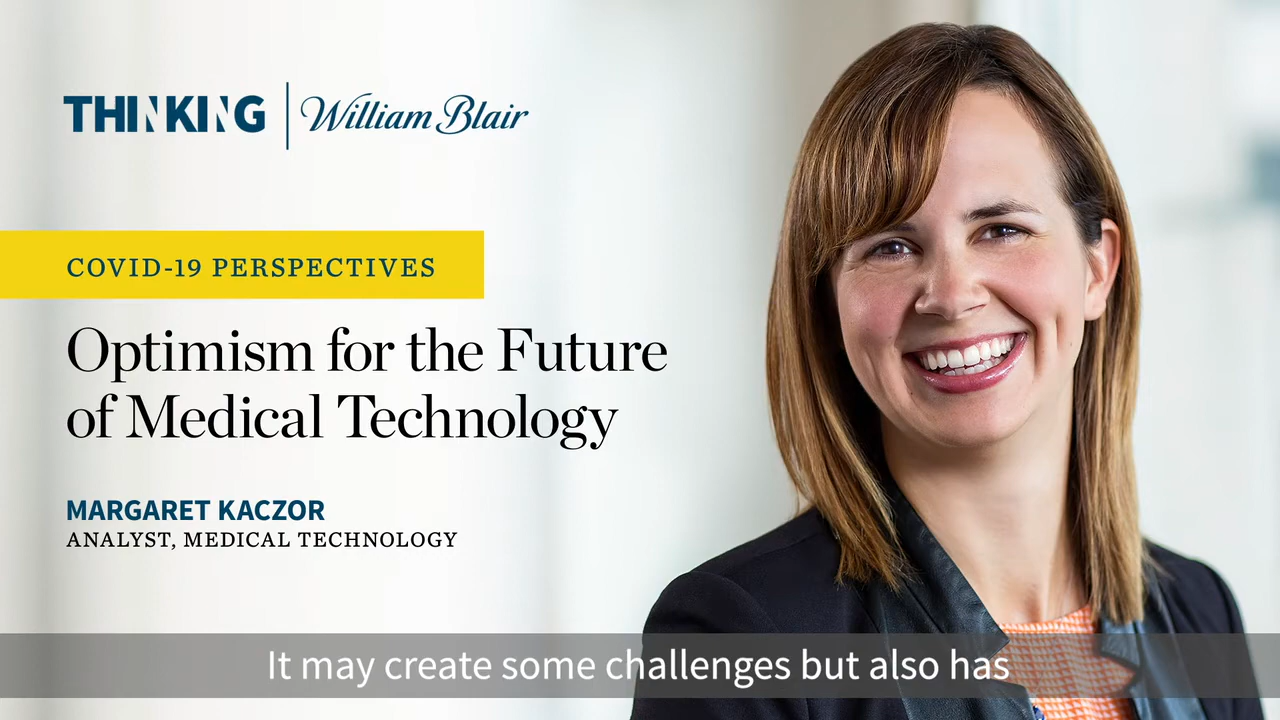 THINKING | William Blair
COVID-19 PERSPECTIVES
Optimism for the Future
of Medical Technology
MARGARET KACZOR
ANALYST, MEDICAL TECHNOLOGY
It may create some challenges but also has